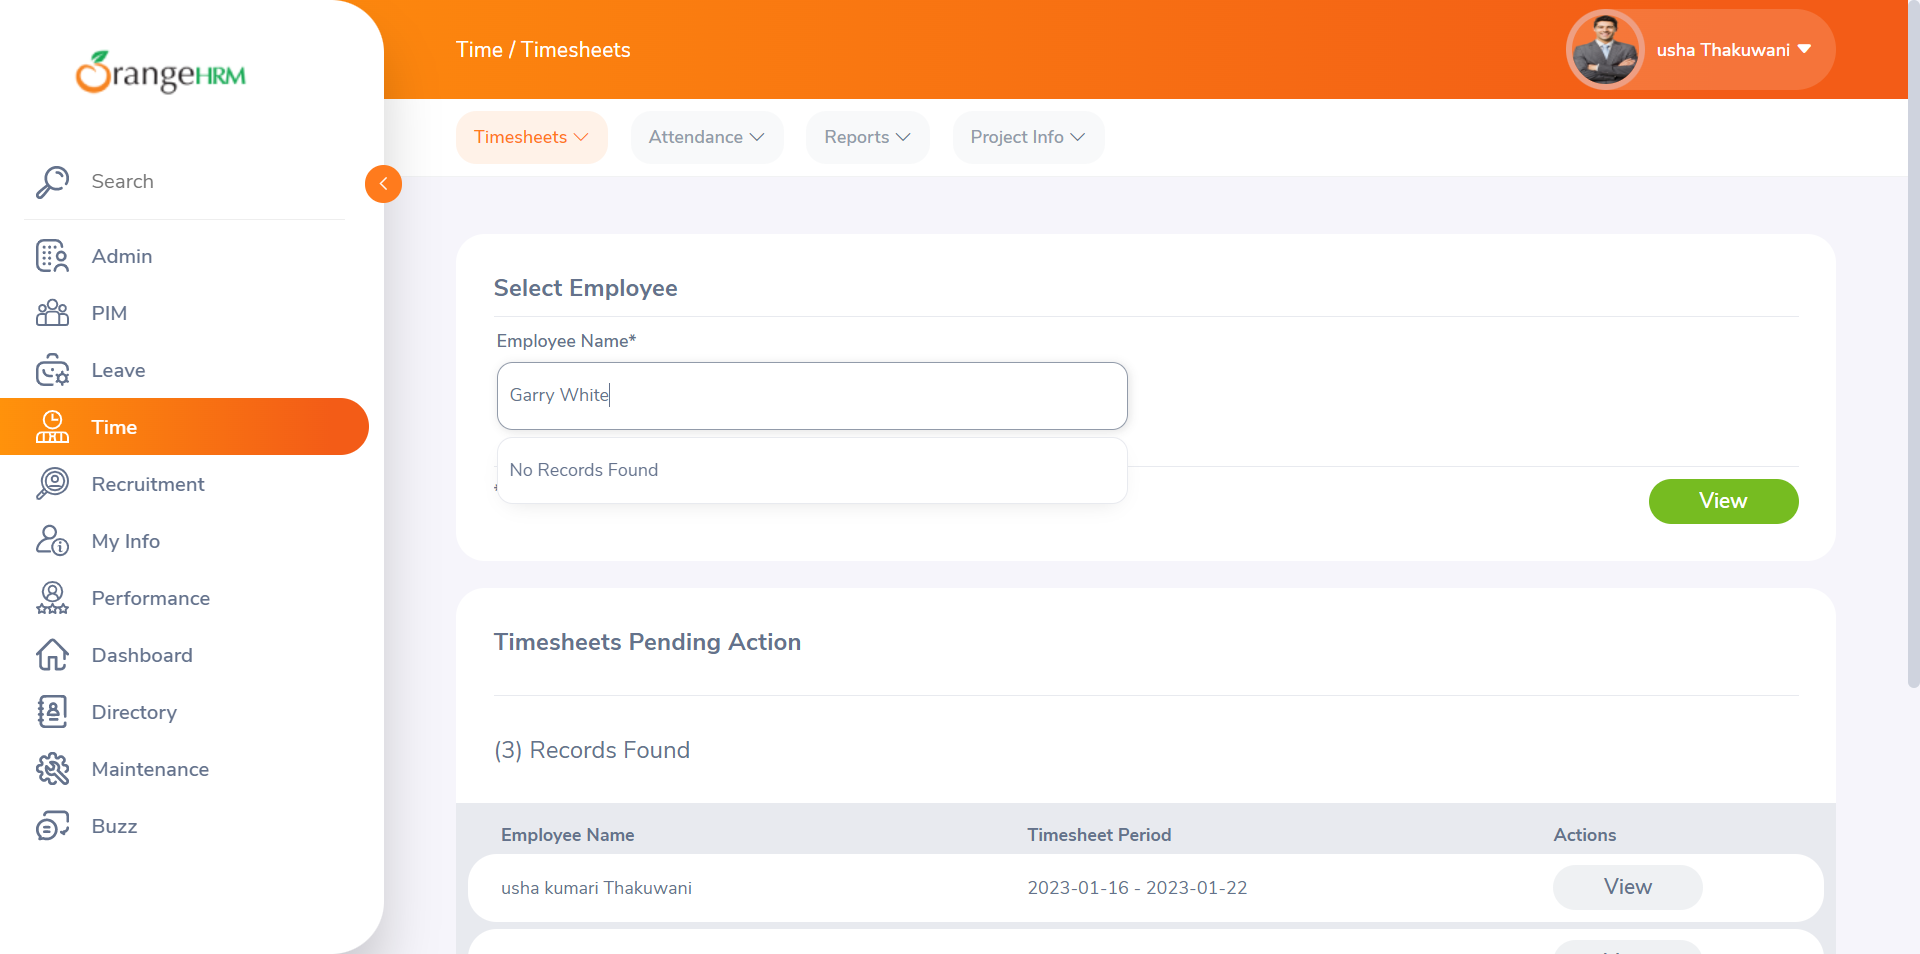 OrangeHRM
Time / Timesheets
usha Thakuwani
Timesheets
Attendance
Reports
Project Info
Search
Admin
PIM
Leave
Time
Recruitment
My Info
Performance
Dashboard
Directory
Maintenance
Buzz
Select Employee
Employee Name*
Garry White
No Records Found
View
Timesheets Pending Action
(3) Records Found
Employee Name Timesheet Period Actions
usha kumari Thakuwani 2023-01-16 - 2023-01-22 View